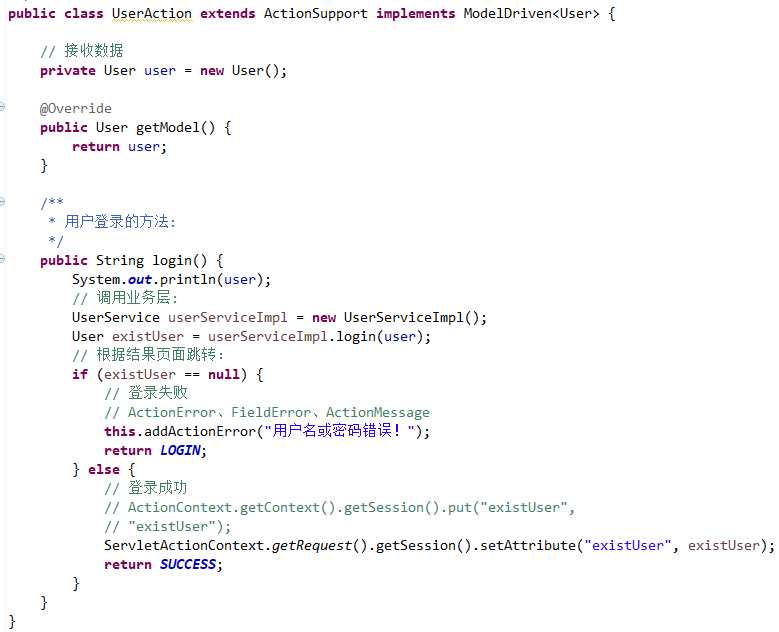 public class UserAction extends ActionSupport implements ModelDriven<User> {
// 接收数据
private User user = new User();
@Override
public User getModel() {
return user;
}
/**
* 用户登录的方法:
*/
public String login() {
System.out.println(user);
// 调用业务层:
UserService userServiceImpl = new UserServiceImpl();
User existUser = userServiceImpl.login(user);
// 根据结果页面跳转:
if (existUser == null) {
// 登录失败
// ActionError、FieldError、ActionMessage
this.addActionError("用户名或密码错误！");
return LOGIN;
} else {
// 登录成功
// ActionContext.getContext().getSession().put("existUser",
// "existUser");
ServletActionContext.getRequest().getSession().setAttribute("existUser", existUser);
return SUCCESS;
}
}
}